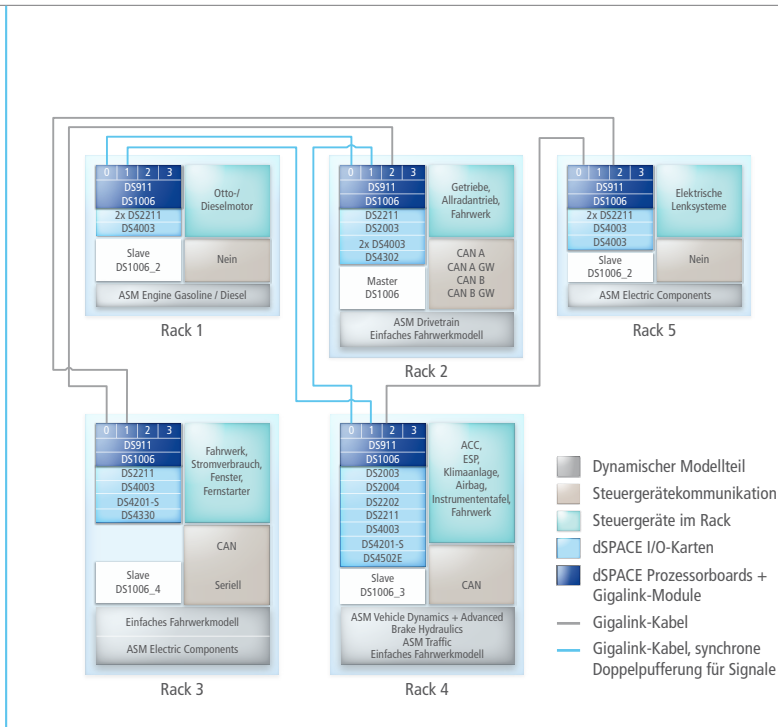 0 1 2 3
DS911
DS1006
2x DS2211
DS4003
Otto-/
Dieselmotor
Slave
DS1006_2
Nein
ASM Engine Gasoline / Diesel
Rack 1
0 1 2 3
DS911
DS1006
DS2211
DS2003
2x DS4003
DS4302
Getriebe,
Allradantrieb,
Fahrwerk
Master
DS1006
CAN A
CAN A GW
CAN B
CAN B GW
ASM Drivetrain
Einfaches Fahrwerkmodell
Rack 2
0 1 2 3
DS911
DS1006
2x DS2211
DS4003
DS4003
Elektrische
Lenksysteme
Slave
DS1006_2
Nein
ASM Electric Components
Rack 5
0 1 2 3
DS911
DS1006
DS2211
DS4003
DS4201-S
DS4330
Fahrwerk,
Stromverbrauch,
Fenster,
Fernstarter
Slave
DS1006_4
CAN
Seriell
Einfaches Fahrwerkmodell
ASM Electric Components
Rack 3
0 1 2 3
DS911
DS1006
DS2003
DS2004
DS2202
DS2211
DS4003
DS4201-S
DS4502E
ACC,
ESP,
Klimaanlage,
Airbag,
Instrumententafel,
Fahrwerk
Slave
DS1006_3
CAN
ASM Vehicle Dynamics + Advanced
Brake Hydraulics
ASM Traffic
Einfaches Fahrwerkmodell
Rack 4
Dynamischer Modellteil
Steuergerätekommunikation
Steuergeräte im Rack
dSPACE I/O-Karten
dSPACE Prozessorboards +
Gigalink-Module
Gigalink-Kabel
Gigalink-Kabel, synchrone
Doppelpufferung für Signale